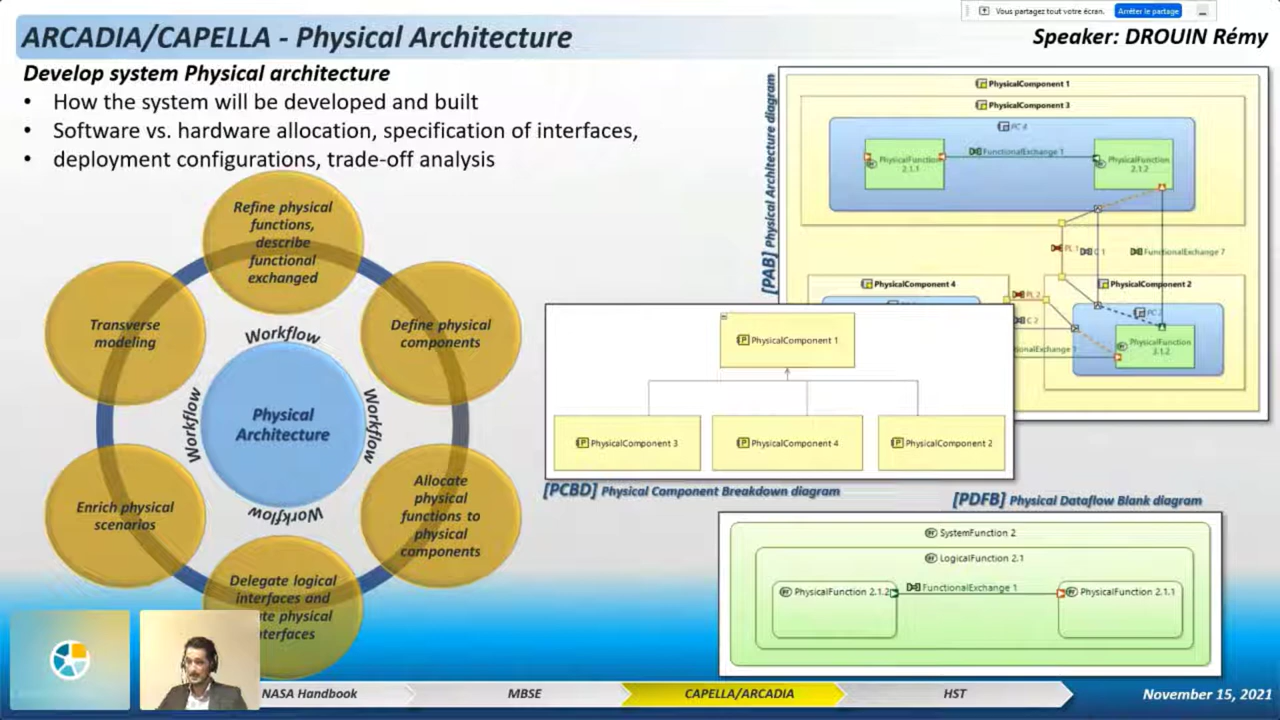 Vous partagez tout votre écran.
Arrêter le partage
ARCADIA/CAPELLA - Physical Architecture
Speaker: DROUIN Rémy
Develop system Physical architecture
• How the system will be developed and built
• Software vs. hardware allocation, specification of interfaces,
• deployment configurations, trade-off analysis
Refine physical
functions,
describe
functional
exchanged
Define physical
components
Allocate
physical
functions to
physical
components
Delegate logical
interfaces and
physical
Enrich physical
scenarios
Transverse
modeling
Workflow
Workflow
Workflow
Workflow
Physical
Architecture
[PAB] Physical Architecture diagram
PhysicalComponent 1
PhysicalComponent 3
PC 4
PhysicalFunction
2.1.1
FunctionalExchange 1
PhysicalFunction
2.1.2
PL 1
C 1
FunctionalExchange 7
PhysicalComponent 4
PL 2
PhysicalComponent 2
C 2
PhysicalFunction
3.1.2
PhysicalComponent 1
PhysicalComponent 3
PhysicalComponent 4
PhysicalComponent 2
[PCBD] Physical Component Breakdown diagram
[PDFB] Physical Dataflow Blank diagram
SystemFunction 2
LogicalFunction 2.1
PhysicalFunction 2.1.2
FunctionalExchange 1
PhysicalFunction 2.1.1
NASA Handbook
MBSE
CAPELLA/ARCADIA
HST
November 15, 2021